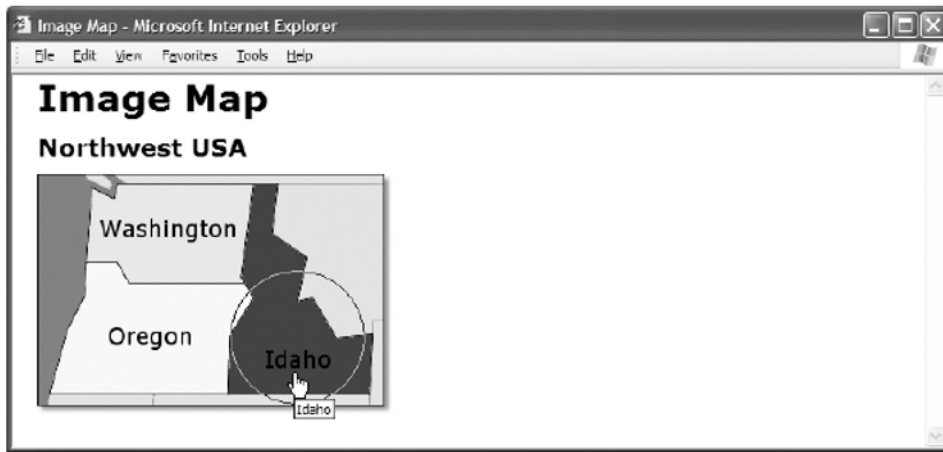 Image Map - Microsoft Internet Explorer
File Edit View Favorites Tools Help
Image Map
Northwest USA
Washington
Oregon
Idaho
Idaho